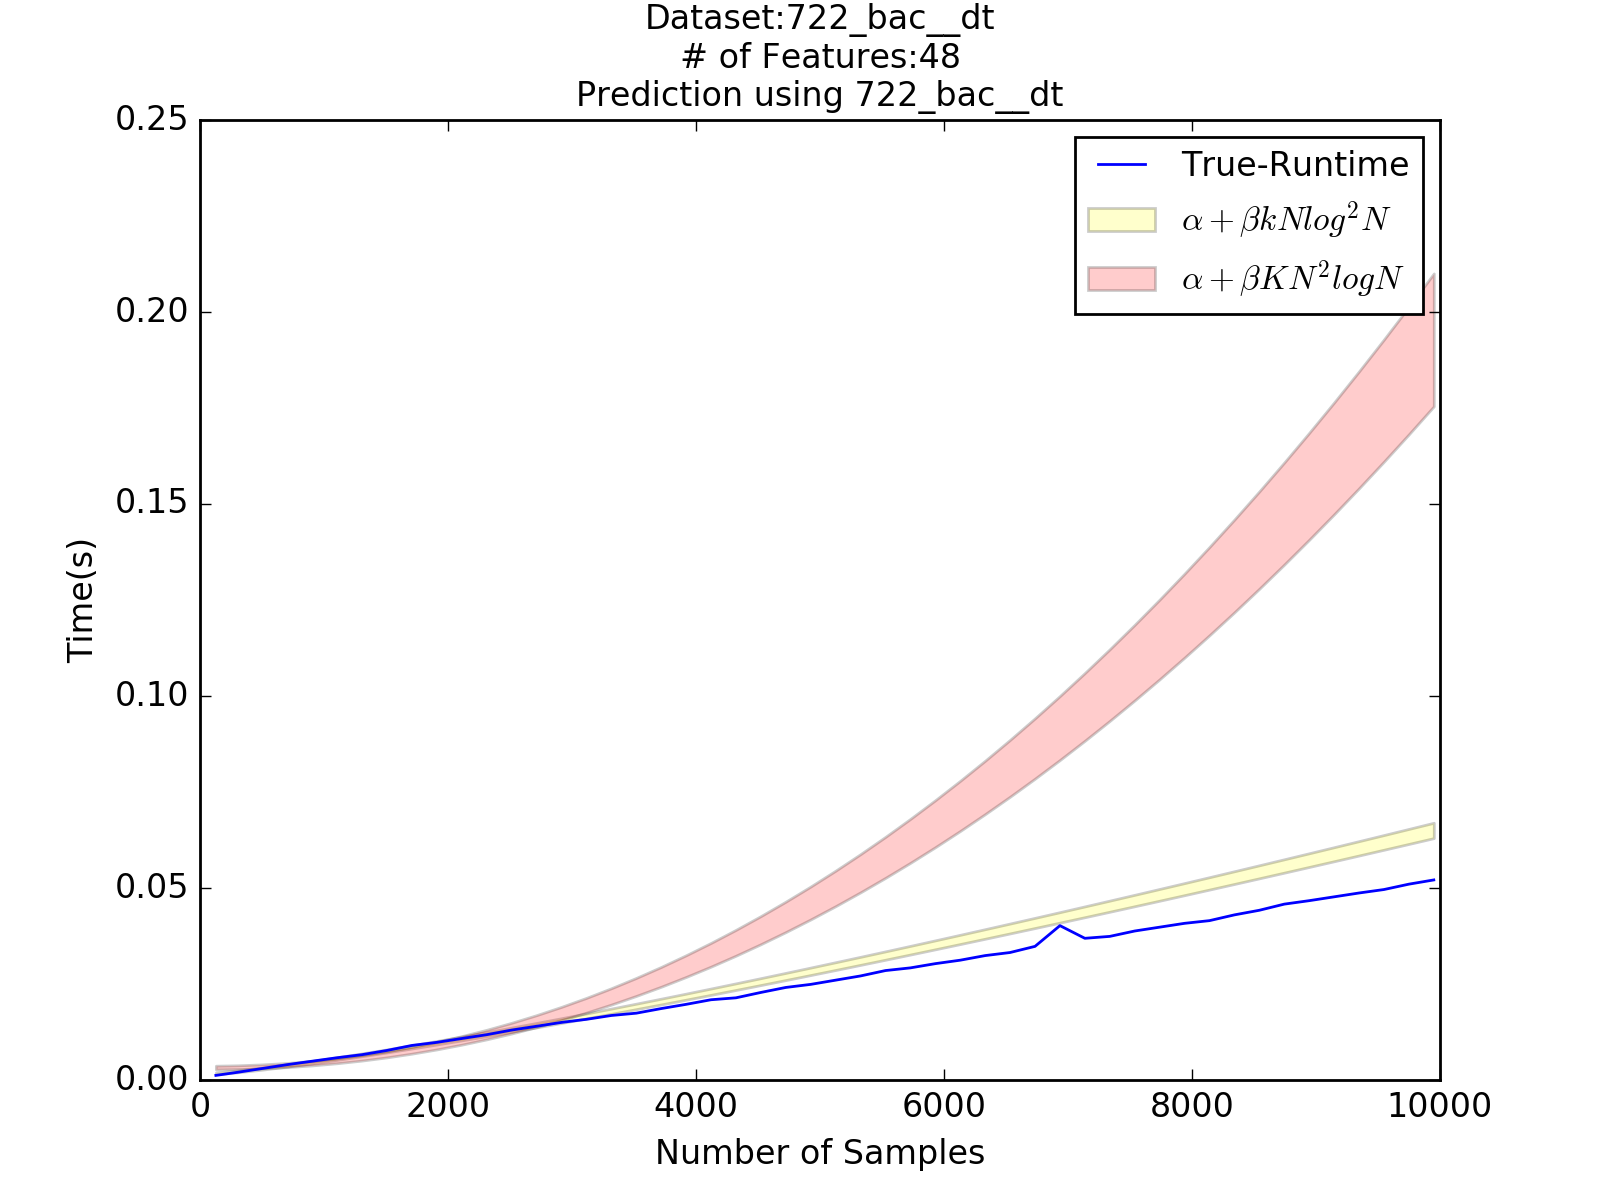 Dataset:722_bac__dt
# of Features:48
Prediction using 722_bac__dt
0.25
0.20
0.15
0.10
0.05
0.00
Time(s)
True-Runtime
α + βkNlog²N
α + βKN²logN
0 2000 4000 6000 8000 10000
Number of Samples